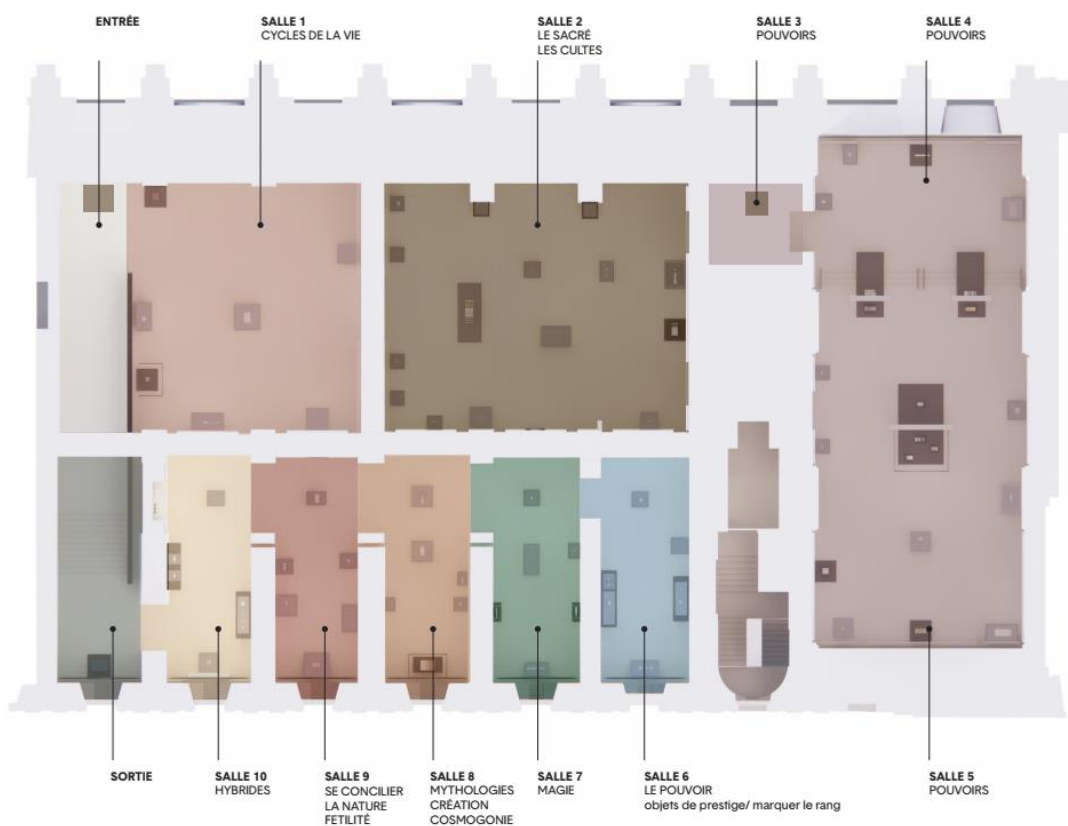 ENTRÉE
SALLE 1
CYCLES DE LA VIE
SALLE 2
LE SACRÉ
LES CULTES
SALLE 3
POUVOIRS
SALLE 4
POUVOIRS
SORTIE
SALLE 10
HYBRIDES
SALLE 9
SE CONCILIER
LA NATURE
FETILITÉ
SALLE 8
MYTHOLOGIES
CRÉATION
COSMOGONIE
SALLE 7
MAGIE
SALLE 6
LE POUVOIR
objets de prestige/ marquer le rang
SALLE 5
POUVOIRS